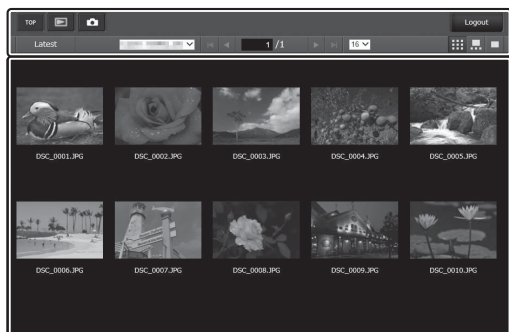 TOP Logout
Latest 1 /1 16
DSC_0001.JPG DSC_0002.JPG DSC_0003.JPG DSC_0004.JPG DSC_0005.JPG
DSC_0006.JPG DSC_0007.JPG DSC_0008.JPG DSC_0009.JPG DSC_0010.JPG